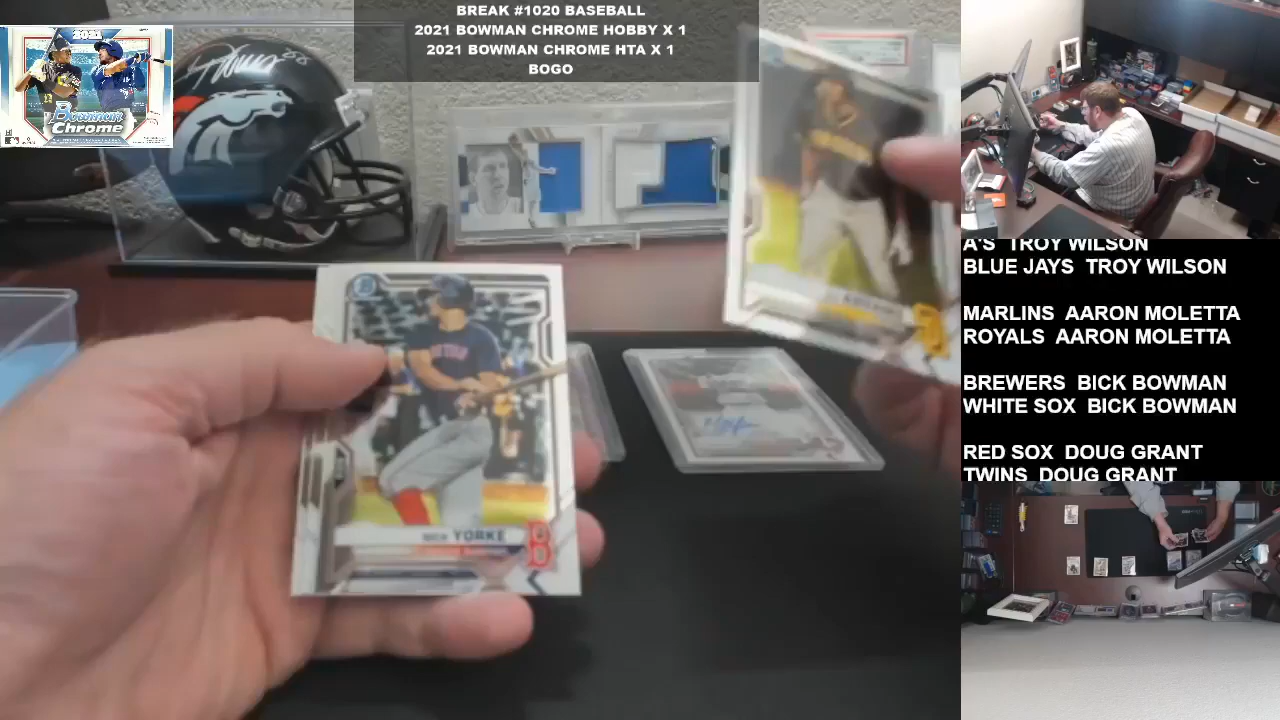 BREAK #1020 BASEBALL
2021 BOWMAN CHROME HOBBY X 1
2021 BOWMAN CHROME HTA X 1
BOGO
2021
Bowman
Chrome
A'S TROY WILSON
BLUE JAYS TROY WILSON
MARLINS AARON MOLETTA
ROYALS AARON MOLETTA
BREWERS BICK BOWMAN
WHITE SOX BICK BOWMAN
RED SOX DOUG GRANT
TWINS DOUG GRANT
YORKE
B